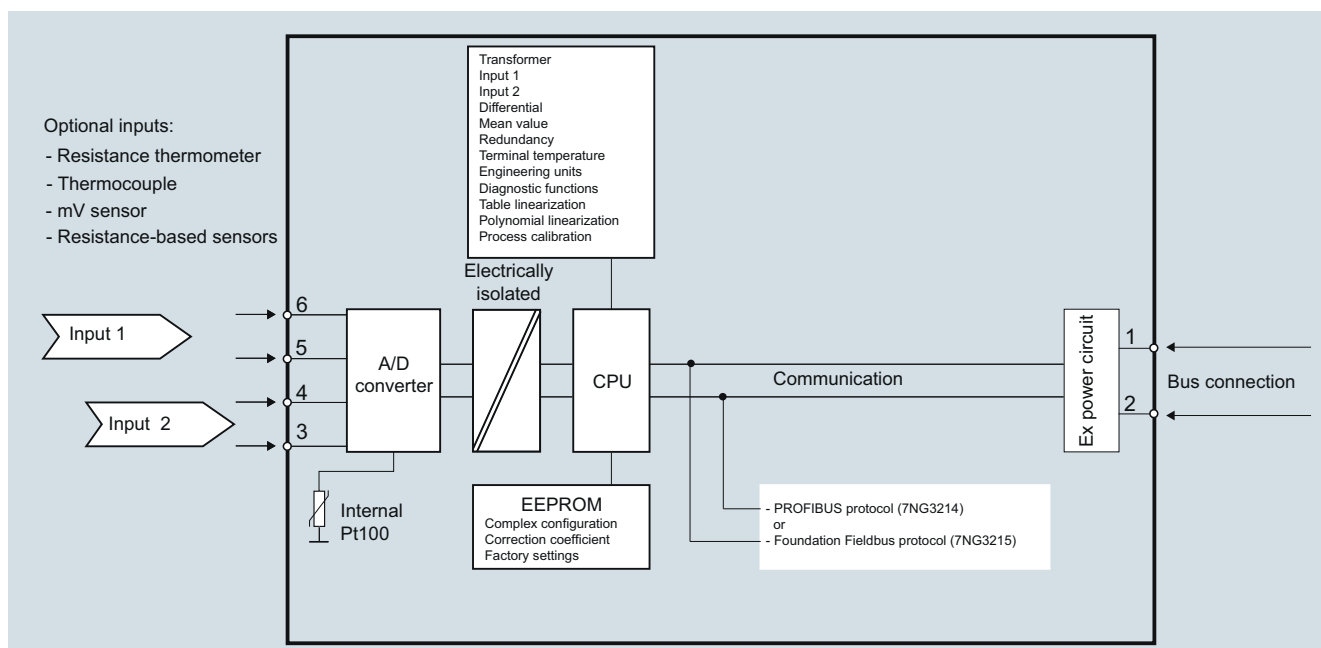 Transformer
Input 1
Input 2
Differential
Mean value
Redundancy
Terminal temperature
Engineering units
Diagnostic functions
Table linearization
Polynomial linearization
Process calibration
Optional inputs:
- Resistance thermometer
- Thermocouple
- mV sensor
- Resistance-based sensors
Electrically
isolated
Input 1
Input 2
6
5
4
3
A/D
converter
CPU
Communication
Ex power circuit
1
2
Bus connection
Internal
Pt100
EEPROM
Complex configuration
Correction coefficient
Factory settings
- PROFIBUS protocol (7NG3214)
or
- Foundation Fieldbus protocol (7NG3215)